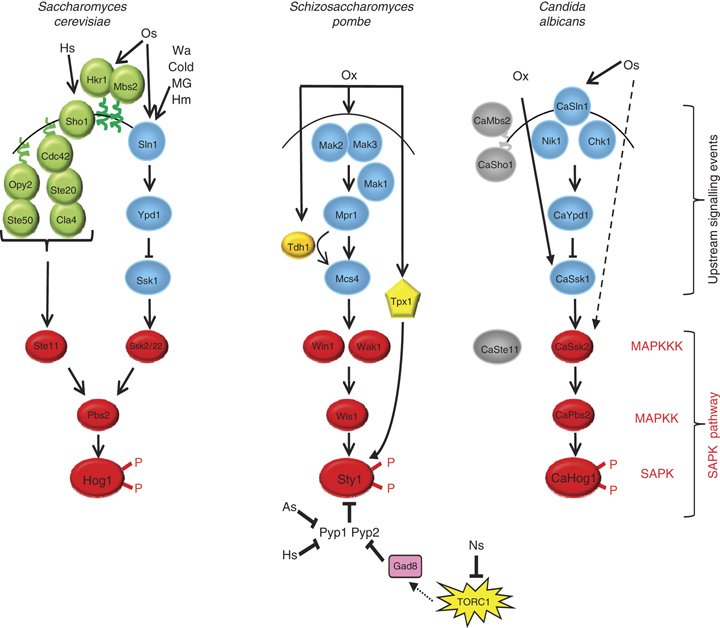 Saccharomyces
cerevisiae
Schizosaccharomyces
pombe
Candida
albicans
Hs
Os
Wa
Cold
MG
Hm
Hkr1
Mbs2
Sho1
Sln1
Cdc42
Opy2
Ste20
Ste50
Cla4
Ypd1
Ssk1
Ste11
Ssk2/22
Pbs2
Hog1
P
P
Ox
Mak2
Mak3
Mak1
Mpr1
Tdh1
Mcs4
Tpx1
Win1
Wak1
Wis1
Sty1
P
P
As
Hs
Pyp1
Pyp2
Gad8
Ns
TORC1
Ox
Os
CaSln1
CaMbs2
CaSho1
Nik1
Chk1
CaYpd1
CaSsk1
CaSte11
CaSsk2
CaPbs2
CaHog1
P
P
MAPKKK
MAPKK
SAPK
Upstream signalling events
SAPK pathway